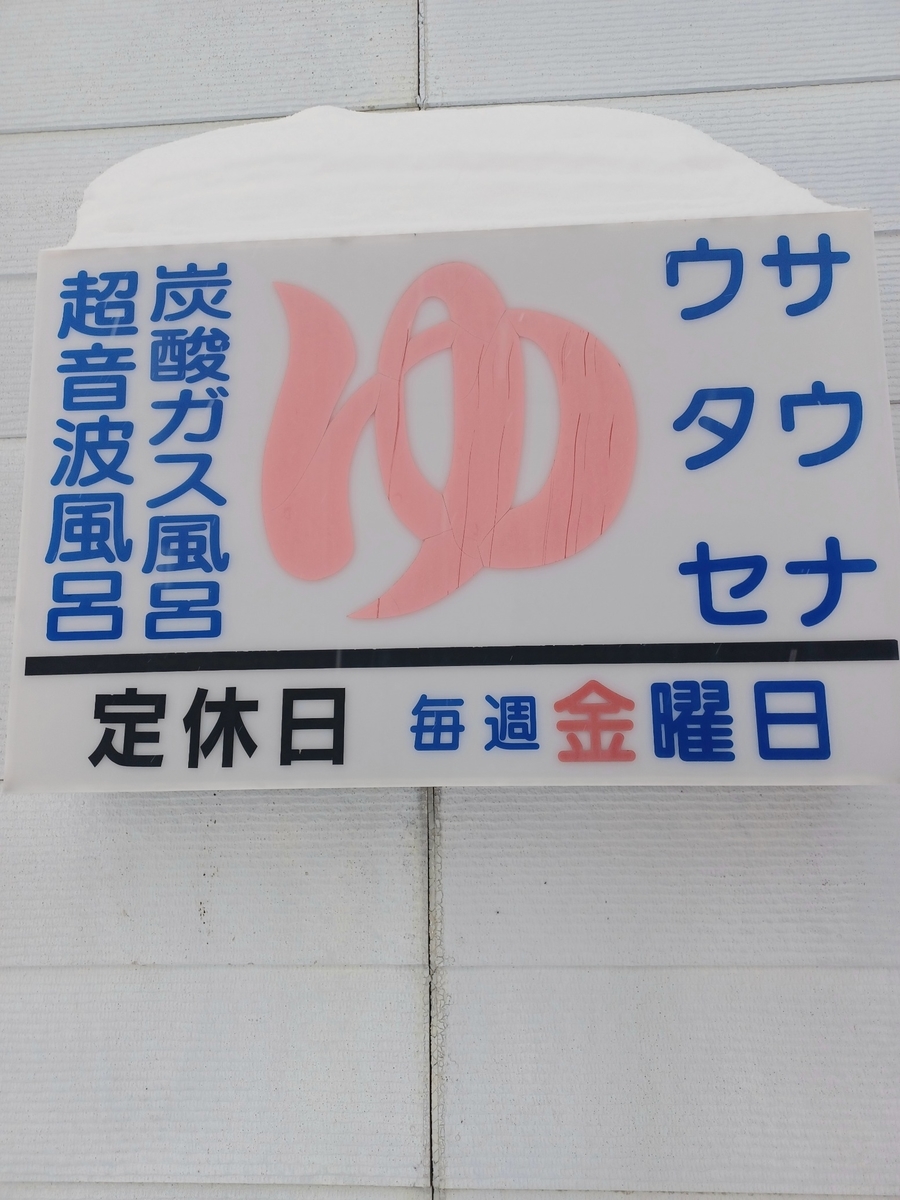 サウナ
ウタセ
ゆ
炭酸ガス風呂
超音波風呂
定休日 毎週金曜日